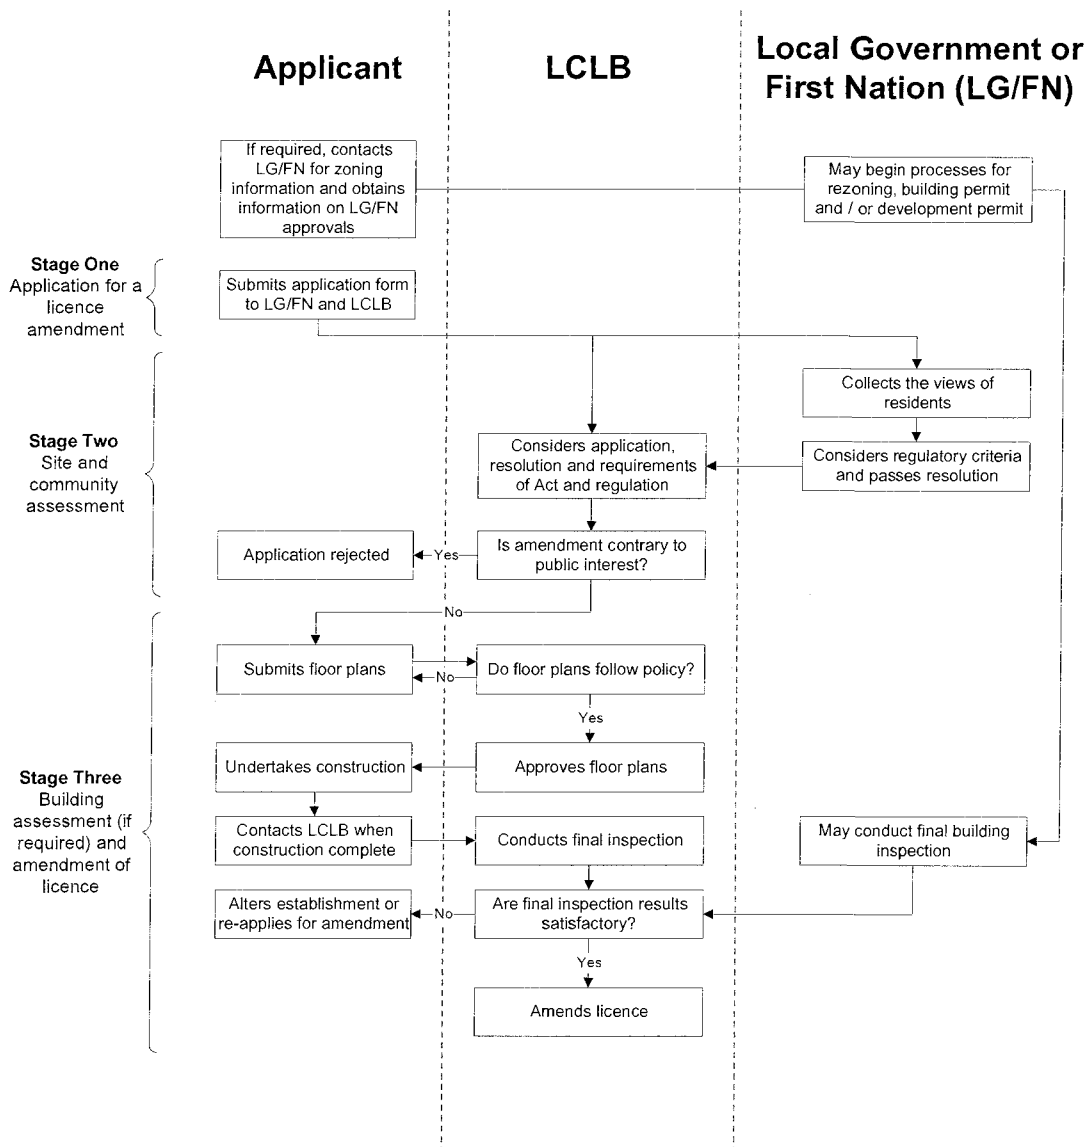 Applicant
LCLB
Local Government or
First Nation (LG/FN)
If required, contacts
LG/FN for zoning
information and obtains
information on LG/FN
approvals
May begin processes for
rezoning, building permit
and / or development permit
Stage One
Application for a
licence
amendment
Submits application form
to LG/FN and LCLB
Collects the views of
residents
Stage Two
Site and
community
assessment
Considers application,
resolution and requirements
of Act and regulation
Considers regulatory criteria
and passes resolution
Application rejected
Yes
Is amendment contrary to
public interest?
No
Submits floor plans
No
Do floor plans follow policy?
Yes
Stage Three
Building
assessment (if
required) and
amendment of
licence
Undertakes construction
Approves floor plans
Contacts LCLB when
construction complete
Conducts final inspection
May conduct final building
inspection
Alters establishment or
re-applies for amendment
No
Are final inspection results
satisfactory?
Yes
Amends licence